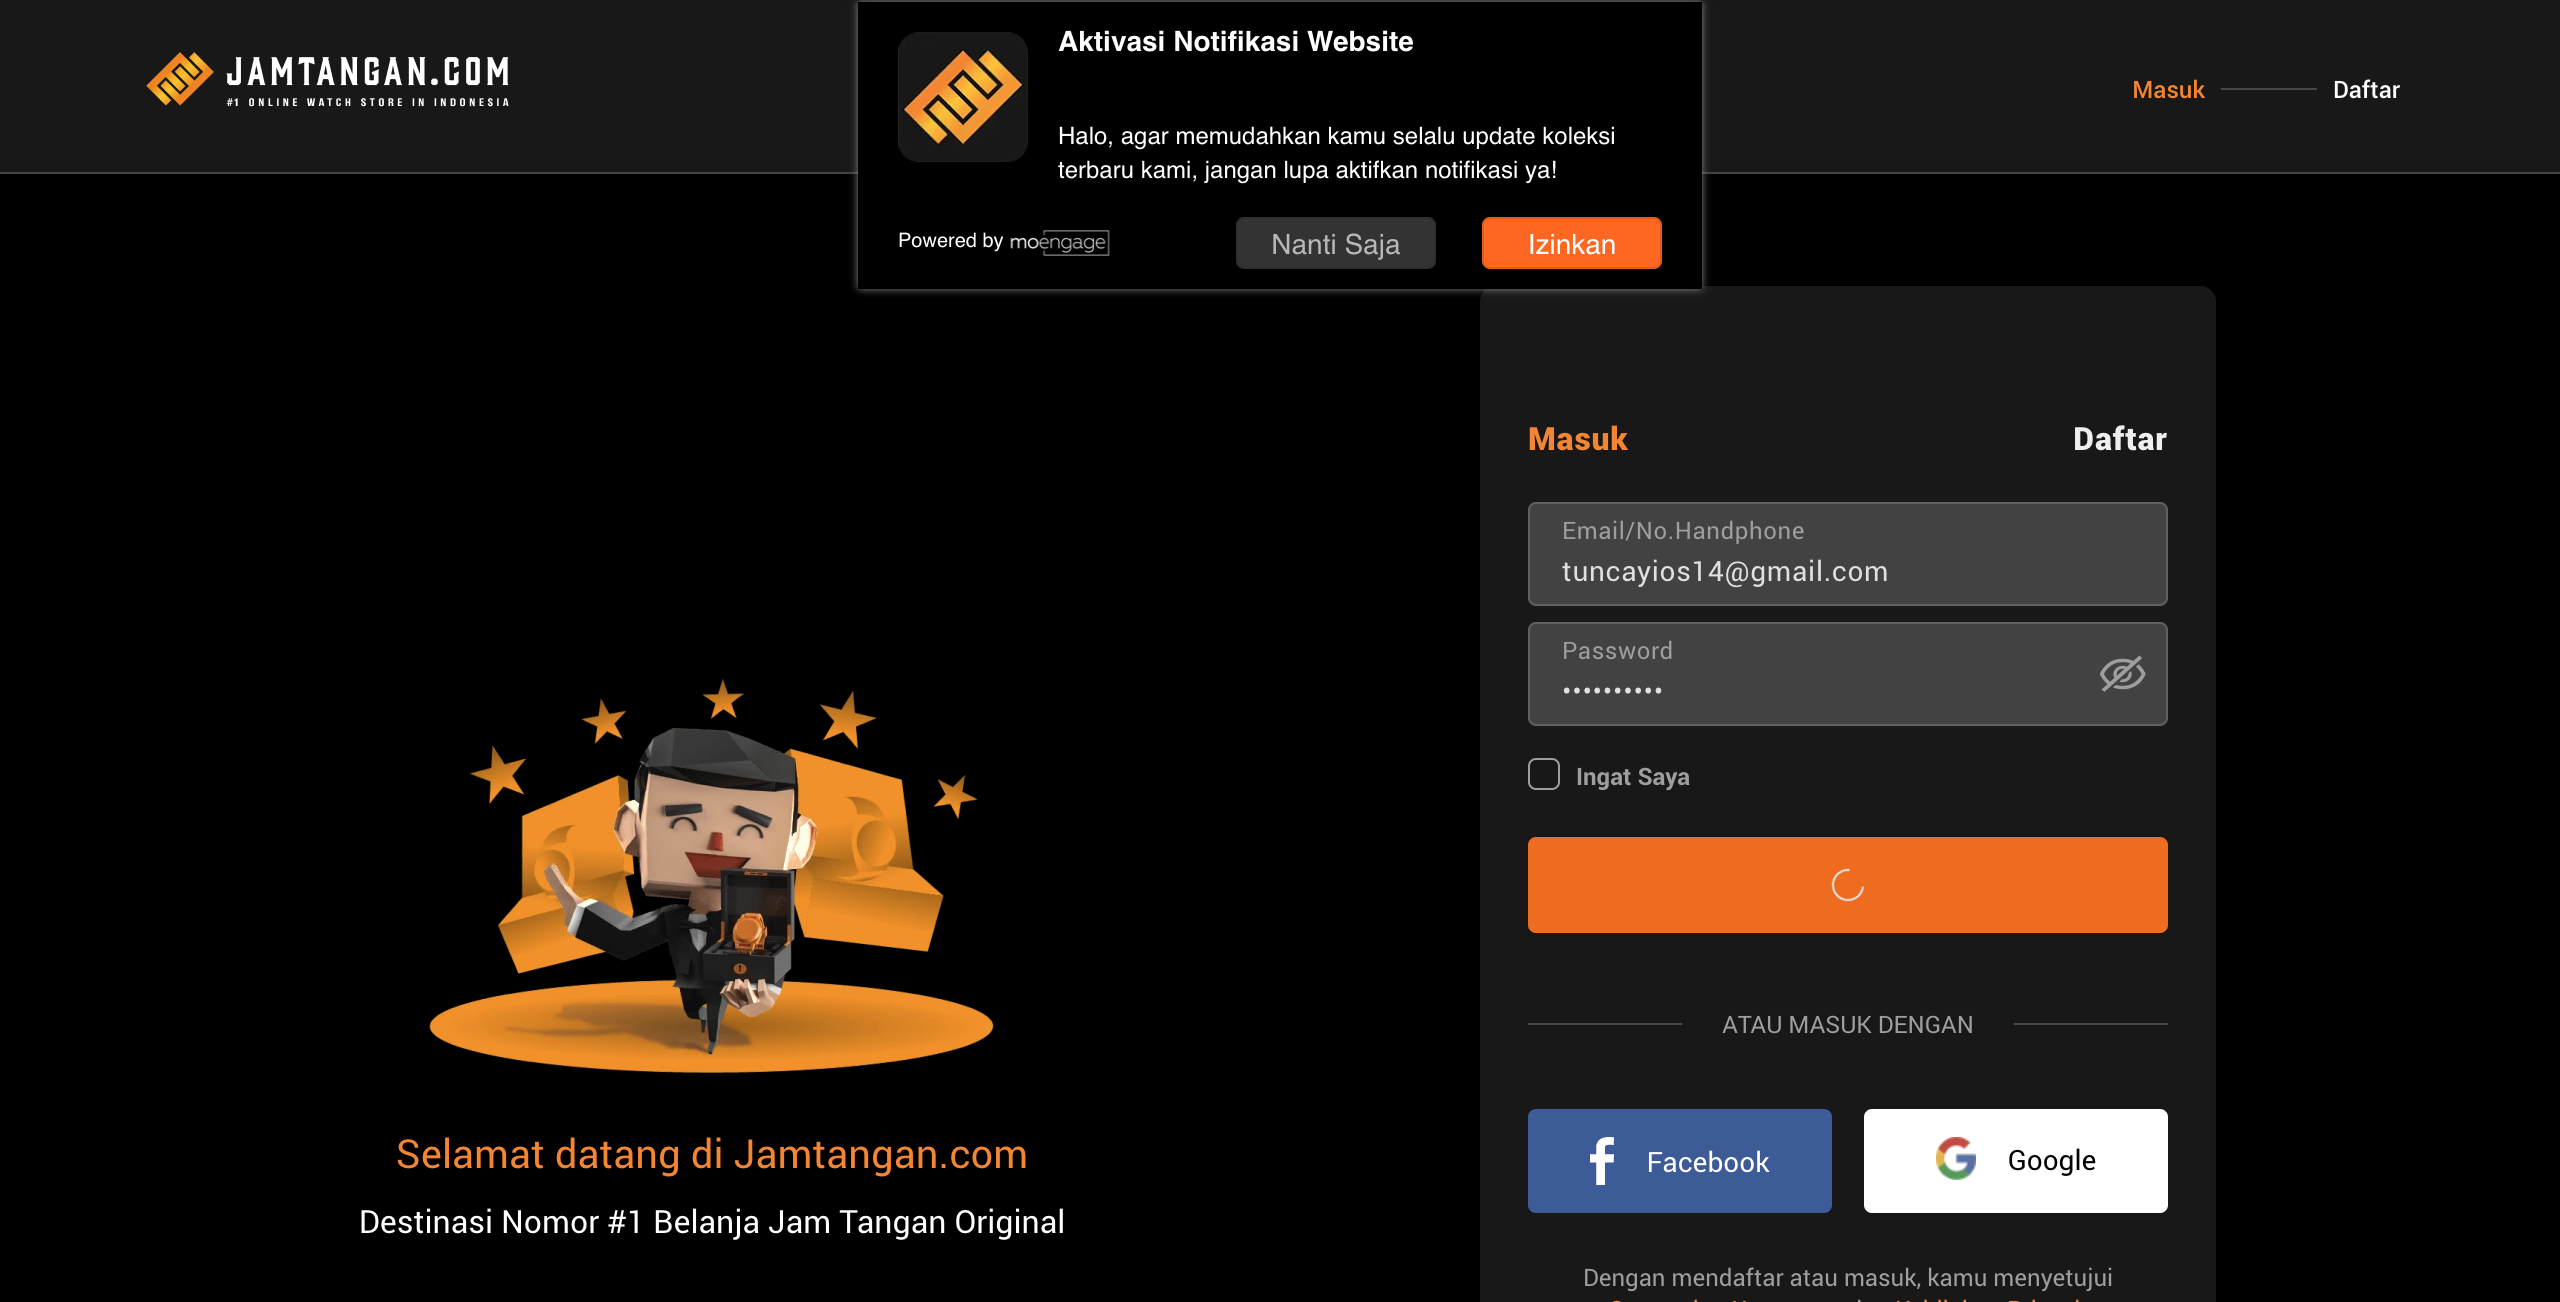 JAMTANGAN.COM
#1 ONLINE WATCH STORE IN INDONESIA
Aktivasi Notifikasi Website
Halo, agar memudahkan kamu selalu update koleksi
terbaru kami, jangan lupa aktifkan notifikasi ya!
Powered by moengage
Nanti Saja
Izinkan
Masuk
Daftar
Masuk
Daftar
Email/No.Handphone
tuncayios14@gmail.com
Password
••••••••••
Ingat Saya
ATAU MASUK DENGAN
Facebook
Google
Dengan mendaftar atau masuk, kamu menyetujui
Selamat datang di Jamtangan.com
Destinasi Nomor #1 Belanja Jam Tangan Original